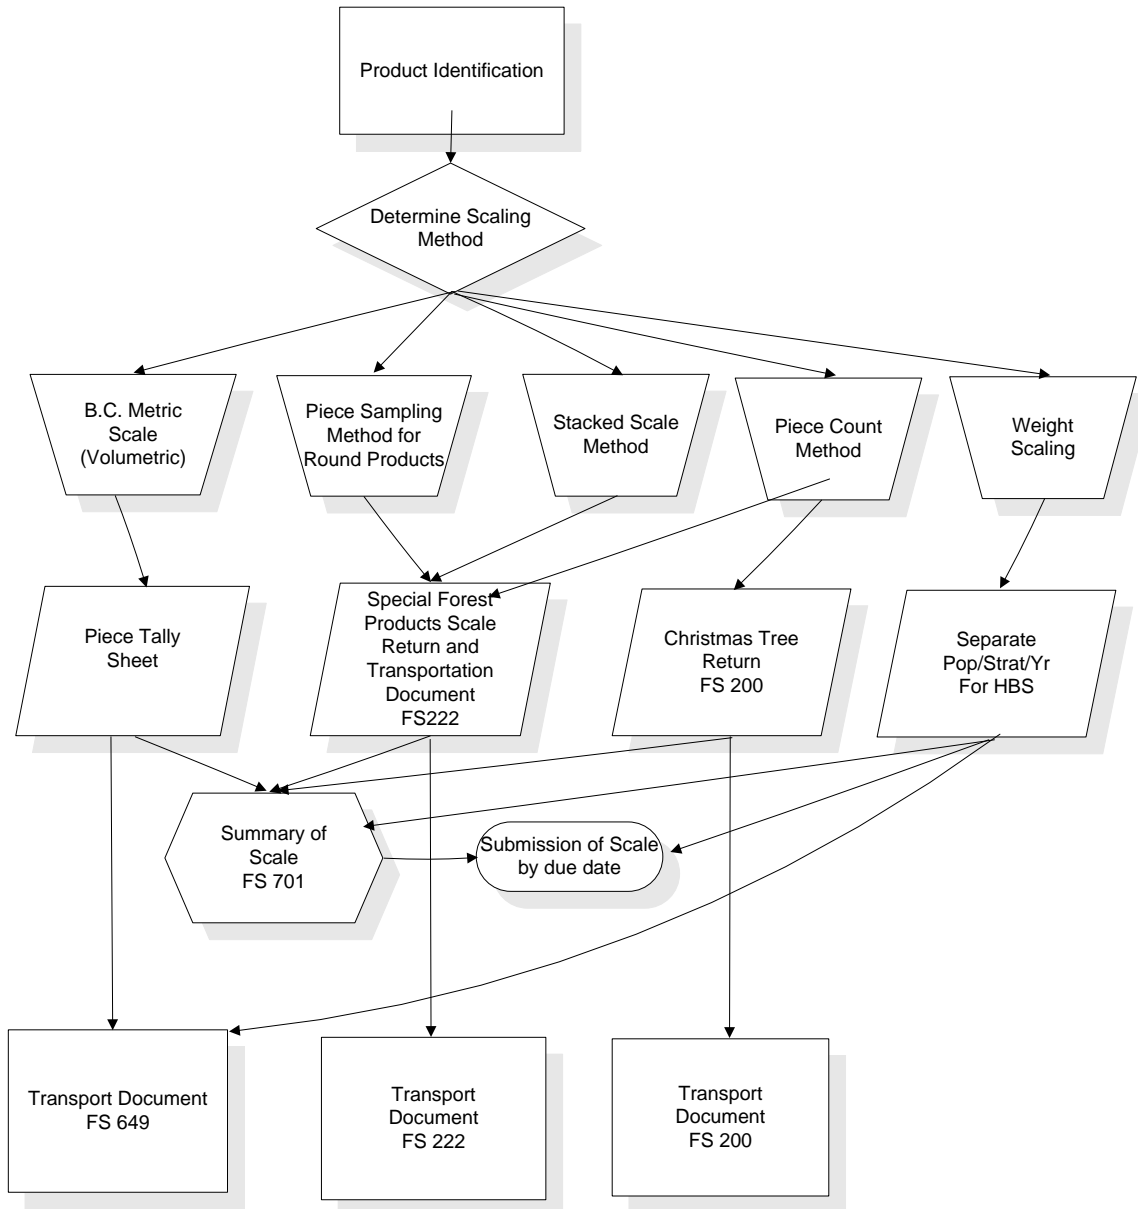 Product Identification
Determine Scaling
Method
B.C. Metric
Scale
(Volumetric)
Piece Sampling
Method for
Round Products
Stacked Scale
Method
Piece Count
Method
Weight
Scaling
Piece Tally
Sheet
Special Forest
Products Scale
Return and
Transportation
Document
FS222
Christmas Tree
Return
FS 200
Separate
Pop/Strat/Yr
For HBS
Summary of
Scale
FS 701
Submission of Scale
by due date
Transport Document
FS 649
Transport
Document
FS 222
Transport
Document
FS 200